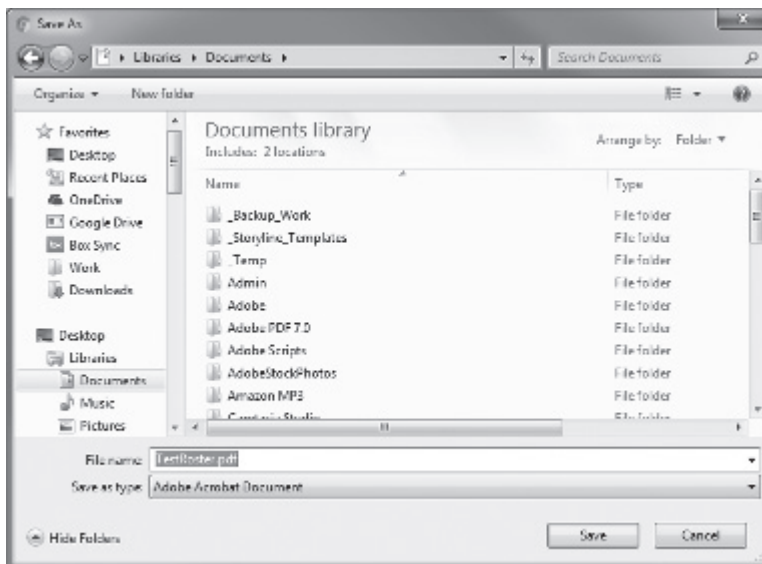 Save As
Libraries ▸ Documents ▸
Search Documents
Organize
New folder
Favorites
Desktop
Recent Places
OneDrive
Google Drive
Box Sync
Work
Downloads
Desktop
Libraries
Documents
Music
Pictures
Documents library
Includes: 2 locations
Arrange by: Folder
Name
Type
_Backup_Work File folder
_Storyline_Templates File folder
_Temp File folder
Admin File folder
Adobe File folder
Adobe PDF 7.0 File folder
Adobe Scripts File folder
AdobeStockPhotos File folder
Amazon MP3 File folder
File name: TestRoster.pdf
Save as type: Adobe Acrobat Document
Hide Folders
Save
Cancel